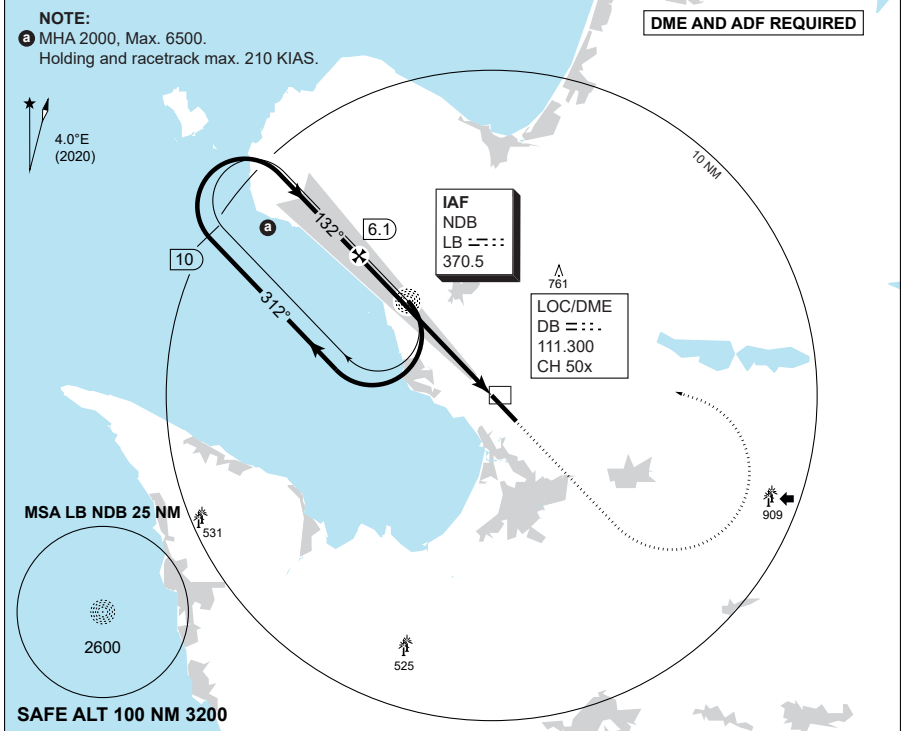 NOTE:
a MHA 2000, Max. 6500.
Holding and racetrack max. 210 KIAS.
DME AND ADF REQUIRED
4.0°E
(2020)
10 NM
132°
6.1
a
10
312°
IAF
NDB
LB
370.5
761
LOC/DME
DB
111.300
CH 50x
909
531
MSA LB NDB 25 NM
2600
525
SAFE ALT 100 NM 3200